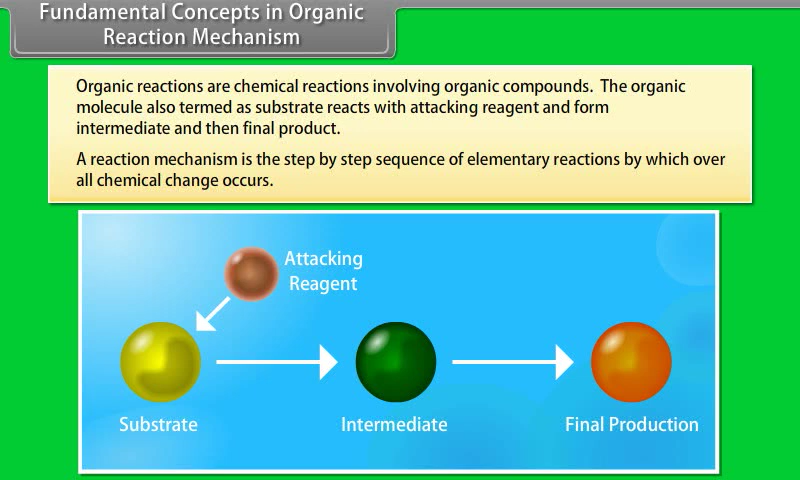 Fundamental Concepts in Organic
Reaction Mechanism
Organic reactions are chemical reactions involving organic compounds. The organic
molecule also termed as substrate reacts with attacking reagent and form
intermediate and then final product.
A reaction mechanism is the step by step sequence of elementary reactions by which over
all chemical change occurs.
Attacking
Reagent
Substrate
Intermediate
Final Production